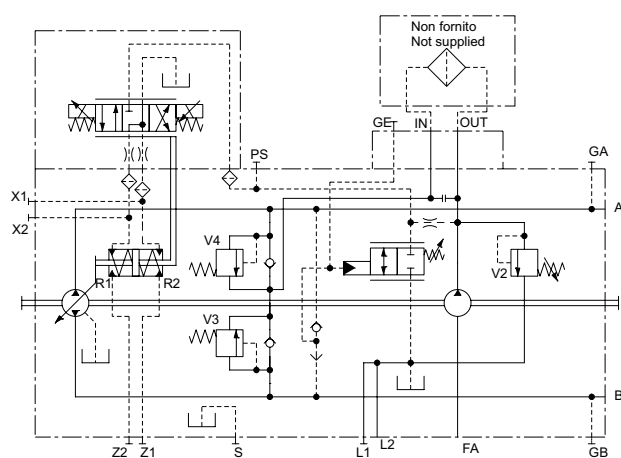 Non fornito
Not supplied
GE
IN
OUT
PS
GA
X1
A
X2
V4
R1
R2
V2
V3
B
Z2
Z1
S
L1
L2
FA
GB